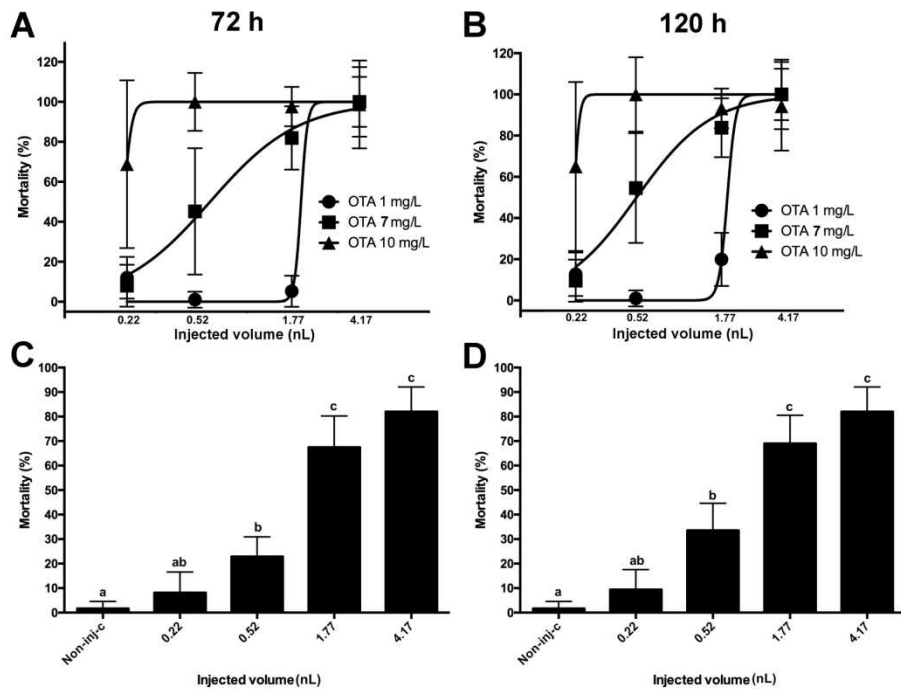 A
72 h
Mortality (%)
120
100
80
60
40
20
0
OTA 1 mg/L
OTA 7 mg/L
OTA 10 mg/L
0.22
0.52
1.77
4.17
Injected volume (nL)
B
120 h
Mortality (%)
120
100
80
60
40
20
0
OTA 1 mg/L
OTA 7 mg/L
OTA 10 mg/L
0.22
0.52
1.77
4.17
Injected volume (nL)
C
Mortality (%)
100
90
80
70
60
50
40
30
20
10
0
a
ab
b
c
c
Non-inj-c
0.22
0.52
1.77
4.17
Injected volume (nL)
D
Mortality (%)
100
90
80
70
60
50
40
30
20
10
0
a
ab
b
c
c
Non-inj-c
0.22
0.52
1.77
4.17
Injected volume (nL)